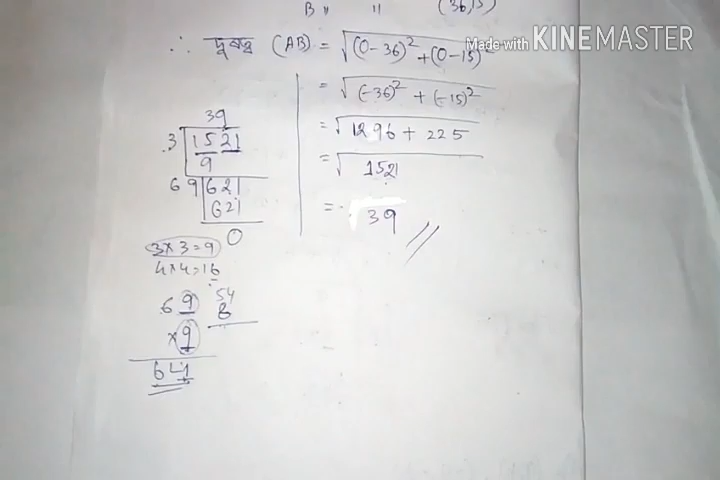 B " " (36,15)
∴ দূরত্ব (AB) = √(0-36)² + (0-15)²
Made with KINEMASTER
= √(-36)² + (-15)²
= √1296 + 225
= √1521
= 39
39
3 1521
9
69 621
621
0
3×3=9
4×4=16
69 54
8
×9
641